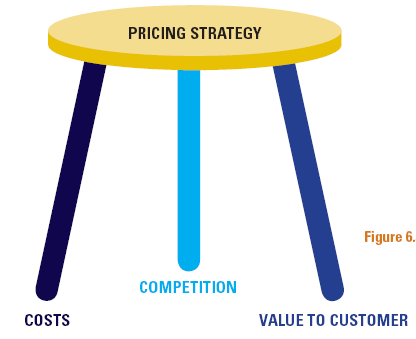 PRICING STRATEGY
Figure 6.
COMPETITION
COSTS
VALUE TO CUSTOMER